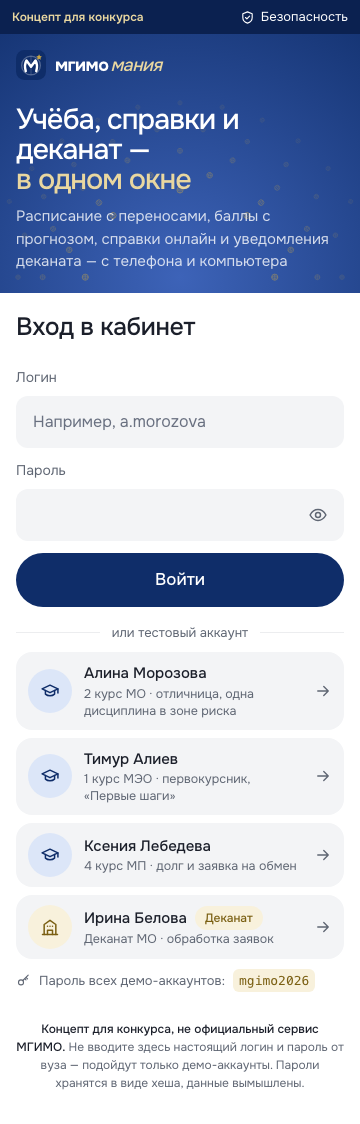 Концепт для конкурса
Безопасность
МГИМО МАНИЯ
Учёба, справки и
деканат —
в одном окне
Расписание с переносами, баллы с
прогнозом, справки онлайн и уведомления
деканата — с телефона и компьютера
Вход в кабинет
Логин
Например, a.morozova
Пароль
Войти
или тестовый аккаунт
Алина Морозова
2 курс МО · отличница, одна
дисциплина в зоне риска
Тимур Алиев
1 курс МЭО · первокурсник,
«Первые шаги»
Ксения Лебедева
4 курс МП · долг и заявка на обмен
Ирина Белова Деканат
Деканат МО · обработка заявок
Пароль всех демо-аккаунтов: mgimo2026
Концепт для конкурса, не официальный сервис
МГИМО. Не вводите здесь настоящий логин и пароль от
вуза — подойдут только демо-аккаунты. Пароли
хранятся в виде хеша, данные вымышлены.